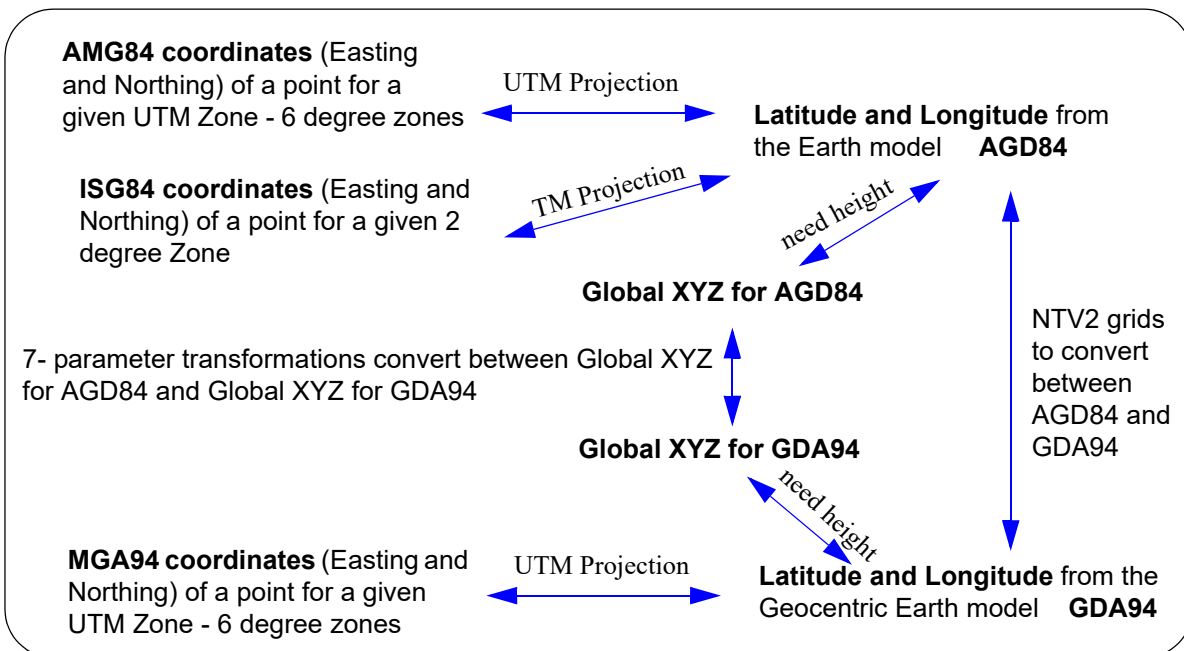 AMG84 coordinates (Easting
and Northing) of a point for a
given UTM Zone - 6 degree zones
UTM Projection
Latitude and Longitude from
the Earth model AGD84
ISG84 coordinates (Easting and
Northing) of a point for a given 2
degree Zone
TM Projection
need height
Global XYZ for AGD84
7- parameter transformations convert between Global XYZ
for AGD84 and Global XYZ for GDA94
NTV2 grids
to convert
between
AGD84 and
GDA94
Global XYZ for GDA94
need height
MGA94 coordinates (Easting and
Northing) of a point for a given
UTM Zone - 6 degree zones
UTM Projection
Latitude and Longitude from the
Geocentric Earth model GDA94